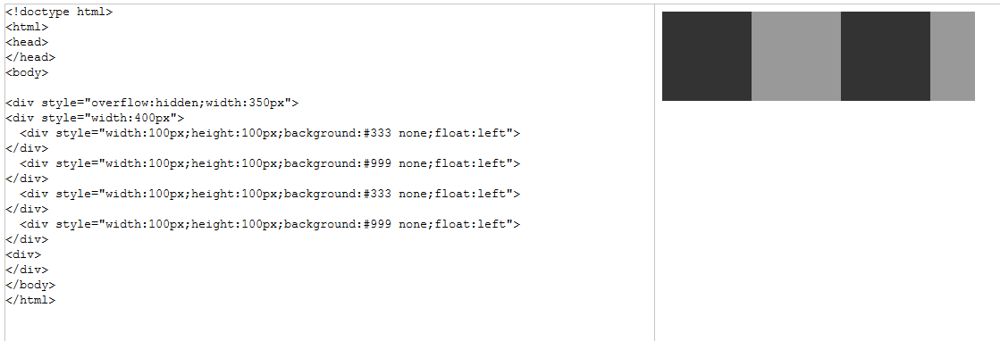 <!doctype html>
<html>
<head>
</head>
<body>

<div style="overflow:hidden;width:350px">
<div style="width:400px">
  <div style="width:100px;height:100px;background:#333 none;float:left">
</div>
  <div style="width:100px;height:100px;background:#999 none;float:left">
</div>
  <div style="width:100px;height:100px;background:#333 none;float:left">
</div>
  <div style="width:100px;height:100px;background:#999 none;float:left">
</div>
<div>
</div>
</body>
</html>